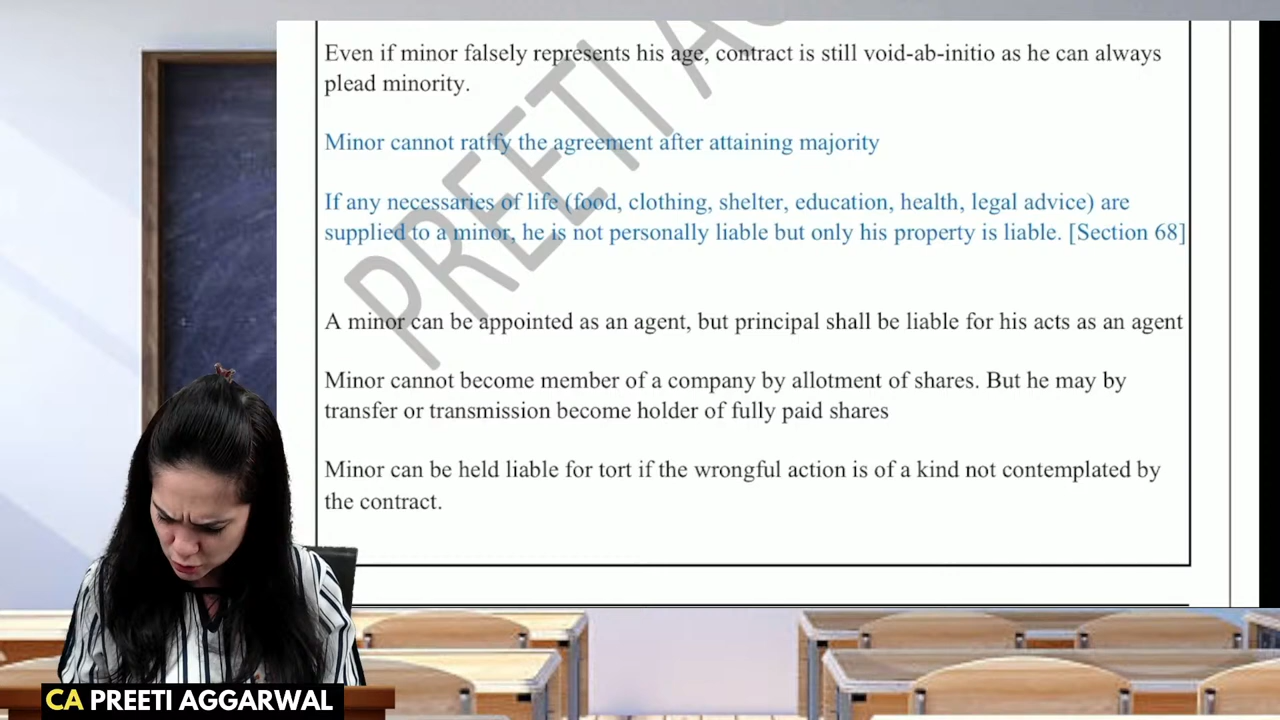 Even if minor falsely represents his age, contract is still void-ab-initio as he can always
plead minority.
Minor cannot ratify the agreement after attaining majority
If any necessaries of life (food, clothing, shelter, education, health, legal advice) are
supplied to a minor, he is not personally liable but only his property is liable. [Section 68]
A minor can be appointed as an agent, but principal shall be liable for his acts as an agent
Minor cannot become member of a company by allotment of shares. But he may by
transfer or transmission become holder of fully paid shares
Minor can be held liable for tort if the wrongful action is of a kind not contemplated by
the contract.
PREETI A
CA PREETI AGGARWAL